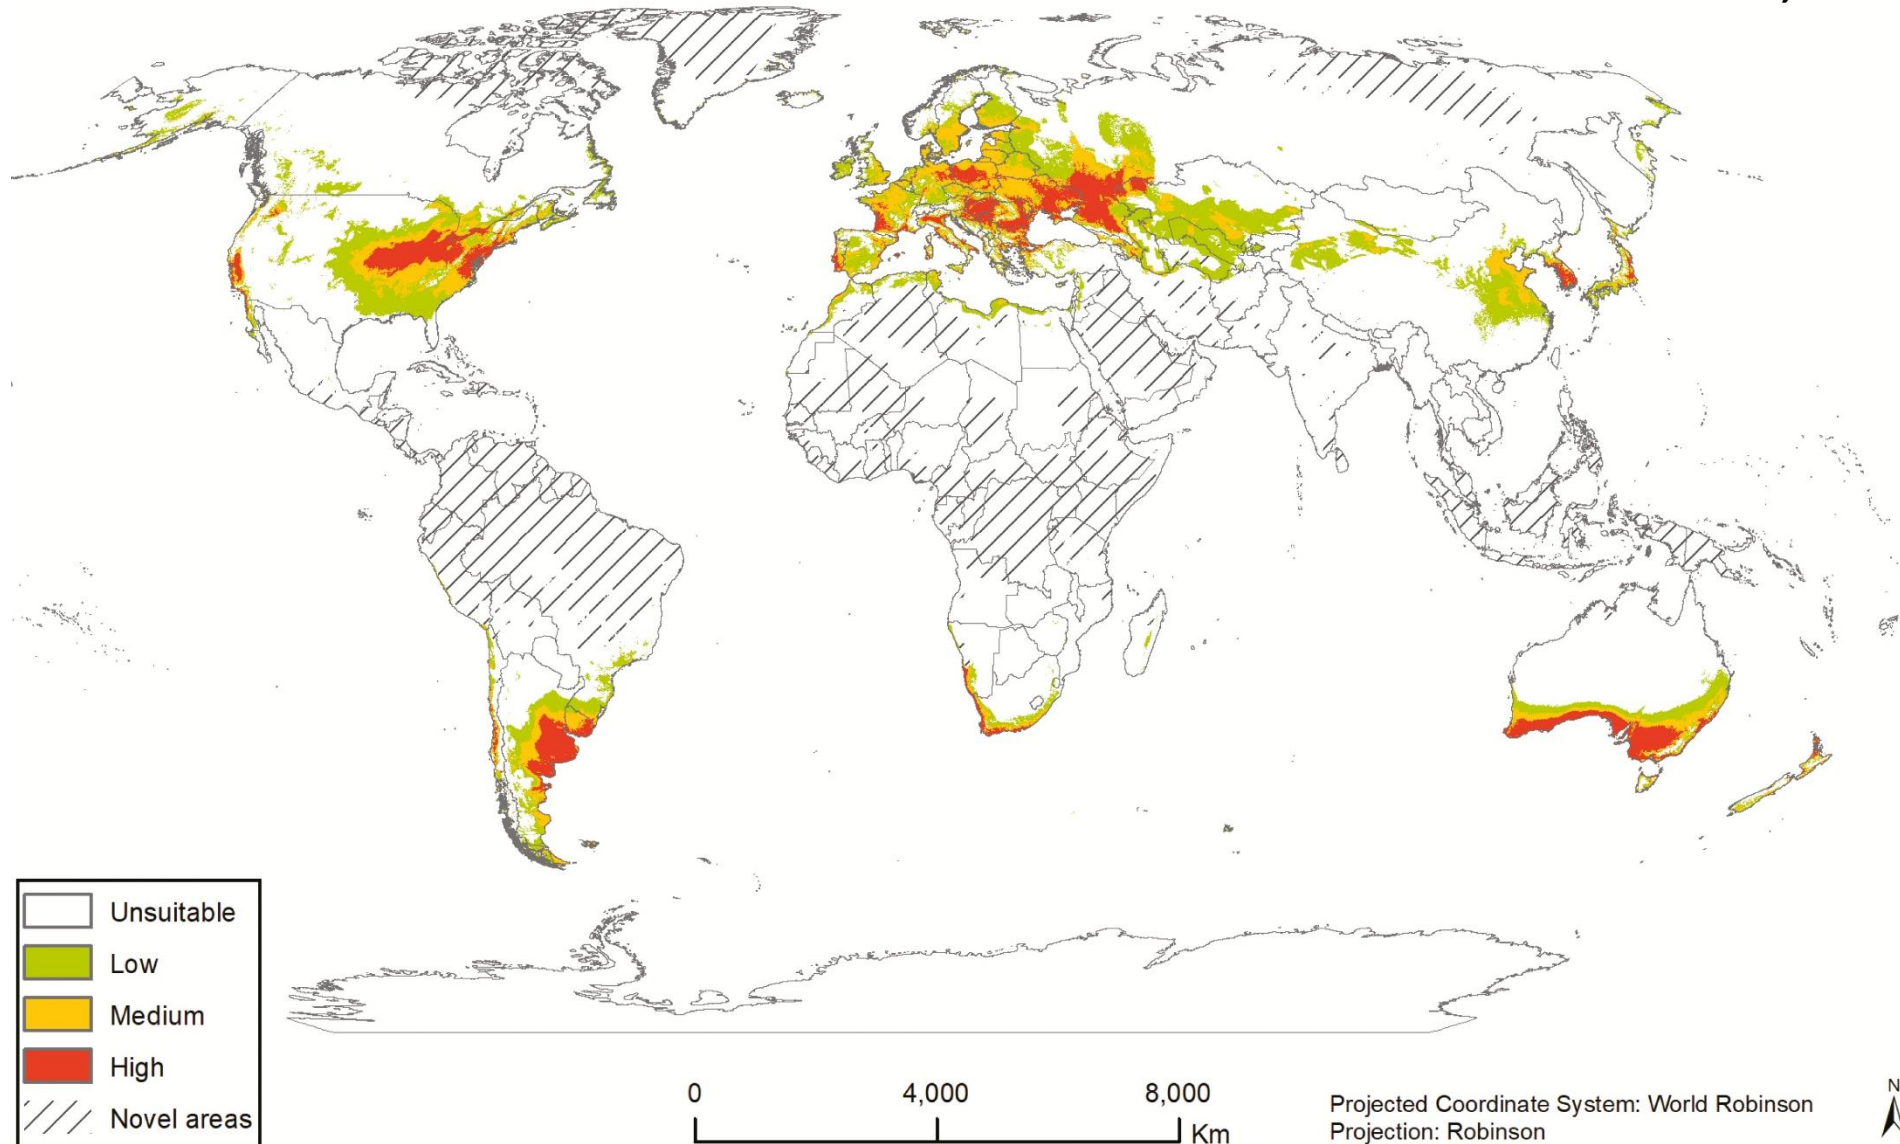 Unsuitable
Low
Medium
High
Novel areas
0 4,000 8,000
Km
Projected Coordinate System: World Robinson
Projection: Robinson
N